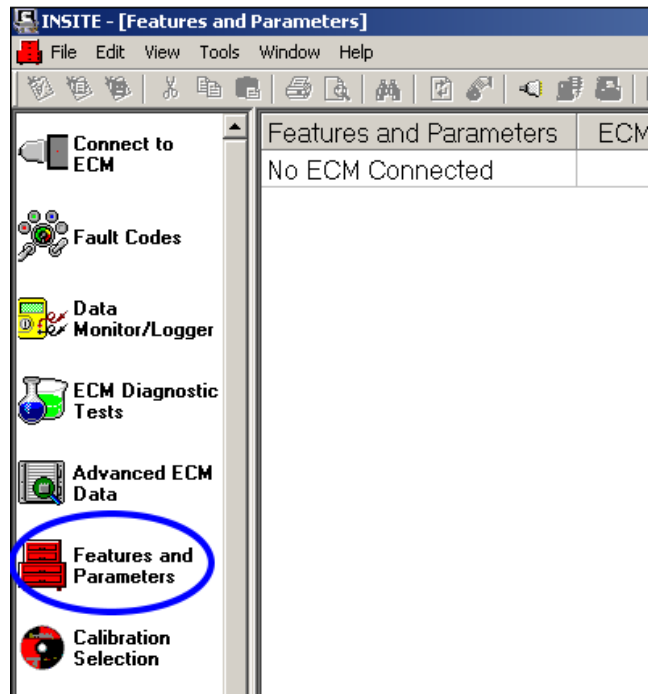 INSITE - [Features and Parameters]
File Edit View Tools Window Help
Features and Parameters ECM
No ECM Connected
Connect to
ECM
Fault Codes
Data
Monitor/Logger
ECM Diagnostic
Tests
Advanced ECM
Data
Features and
Parameters
Calibration
Selection